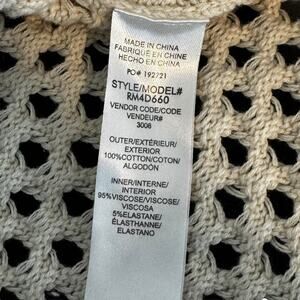 MADE IN CHINA
FABRIQUÉ EN CHINE
HECHO EN CHINA
PO# 192721
STYLE/MODEL#
RM4D660
VENDOR CODE/CODE
VENDEUR#
3008
OUTER/EXTÉRIEUR/
EXTERIOR
100%COTTON/COTON/
ALGODÓN
INNER/INTERNE/
INTERIOR
95%VISCOSE/VISCOSE/
VISCOSA
5%ELASTANE/
ÉLASTHANNE/
ELASTANO